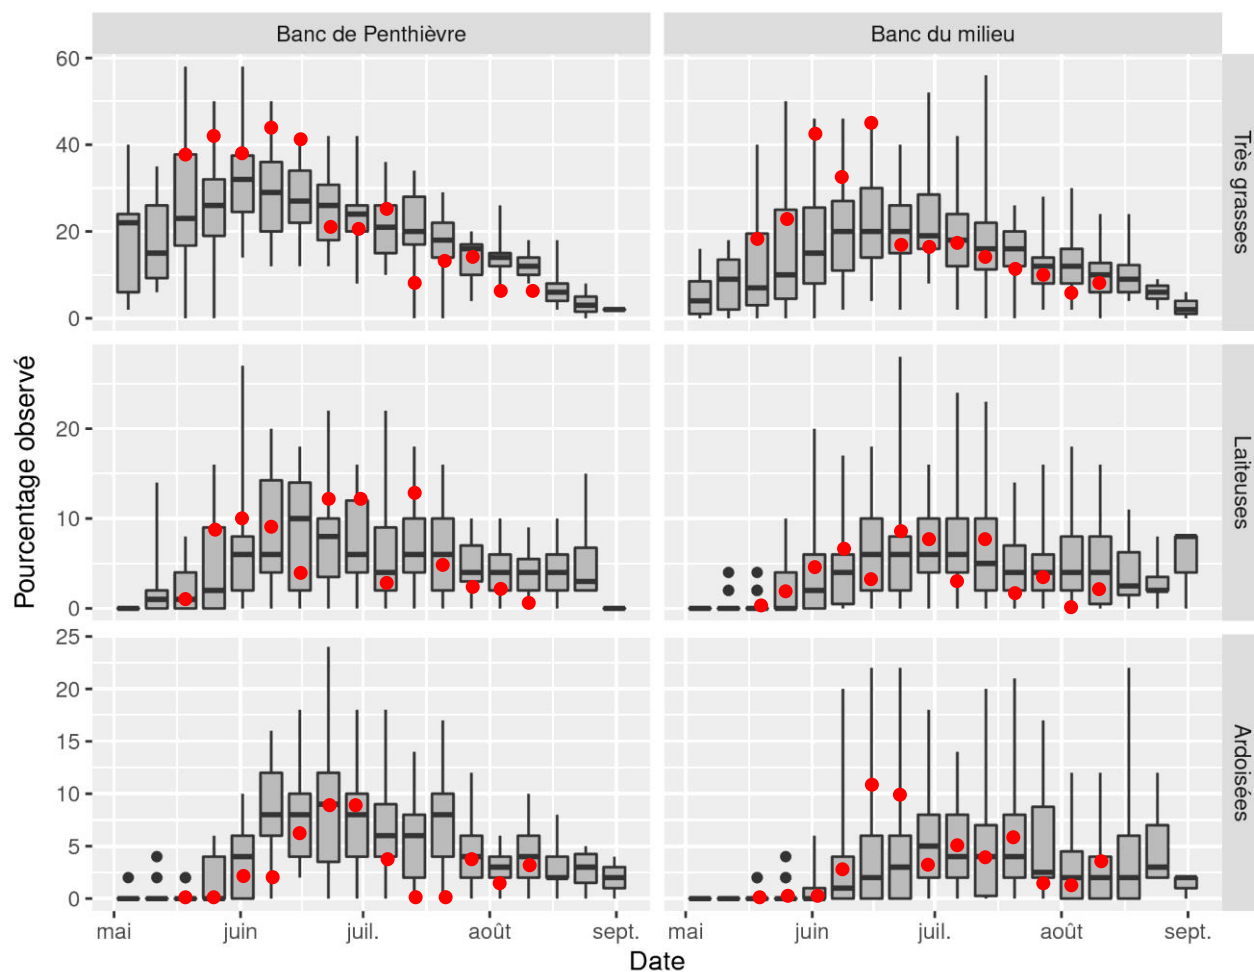 Banc de Penthièvre
Banc du milieu
Pourcentage observé
60
40
20
0
Très grasses
20
10
0
Laiteuses
25
20
15
10
5
0
Ardoisées
mai
juin
juil.
août
sept.
mai
juin
juil.
août
sept.
Date